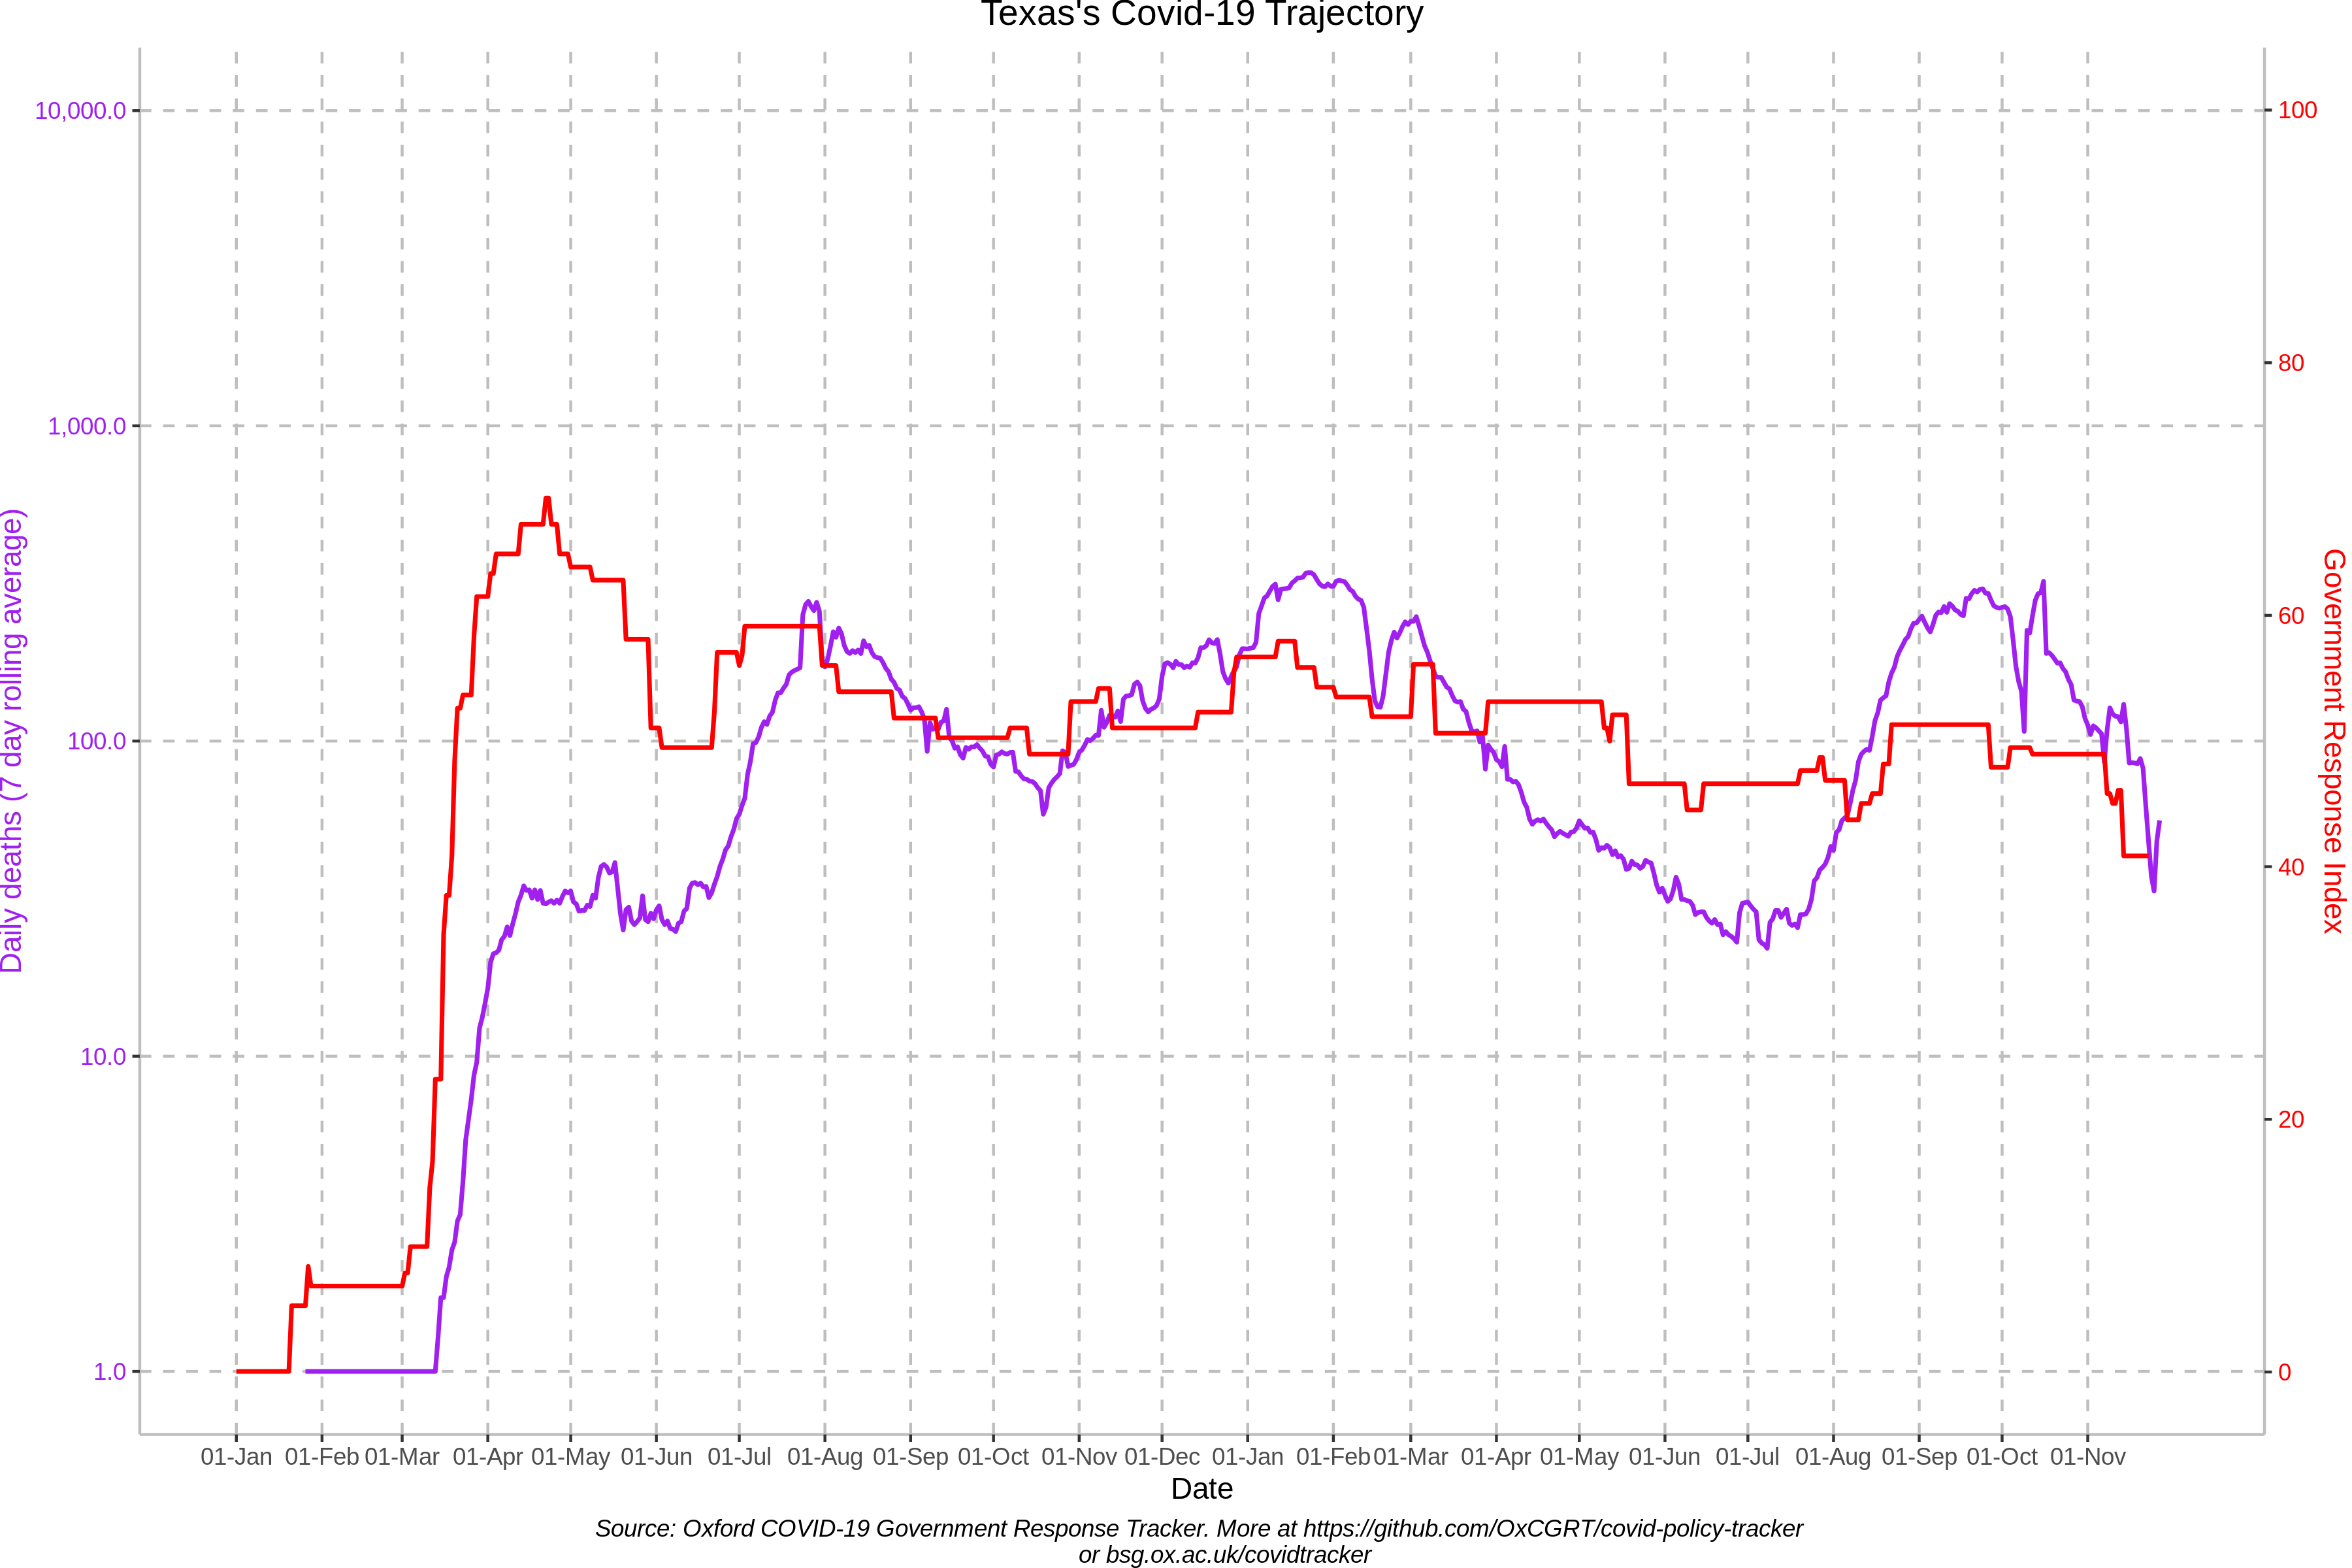 Texas's Covid-19 Trajectory
Daily deaths (7 day rolling average)
10,000.0
1,000.0
100.0
10.0
1.0
100
80
60
40
20
0
Government Response Index
01-Jan 01-Feb 01-Mar 01-Apr 01-May 01-Jun 01-Jul 01-Aug 01-Sep 01-Oct 01-Nov 01-Dec 01-Jan 01-Feb 01-Mar 01-Apr 01-May 01-Jun 01-Jul 01-Aug 01-Sep 01-Oct 01-Nov
Date
Source: Oxford COVID-19 Government Response Tracker. More at https://github.com/OxCGRT/covid-policy-tracker
or bsg.ox.ac.uk/covidtracker